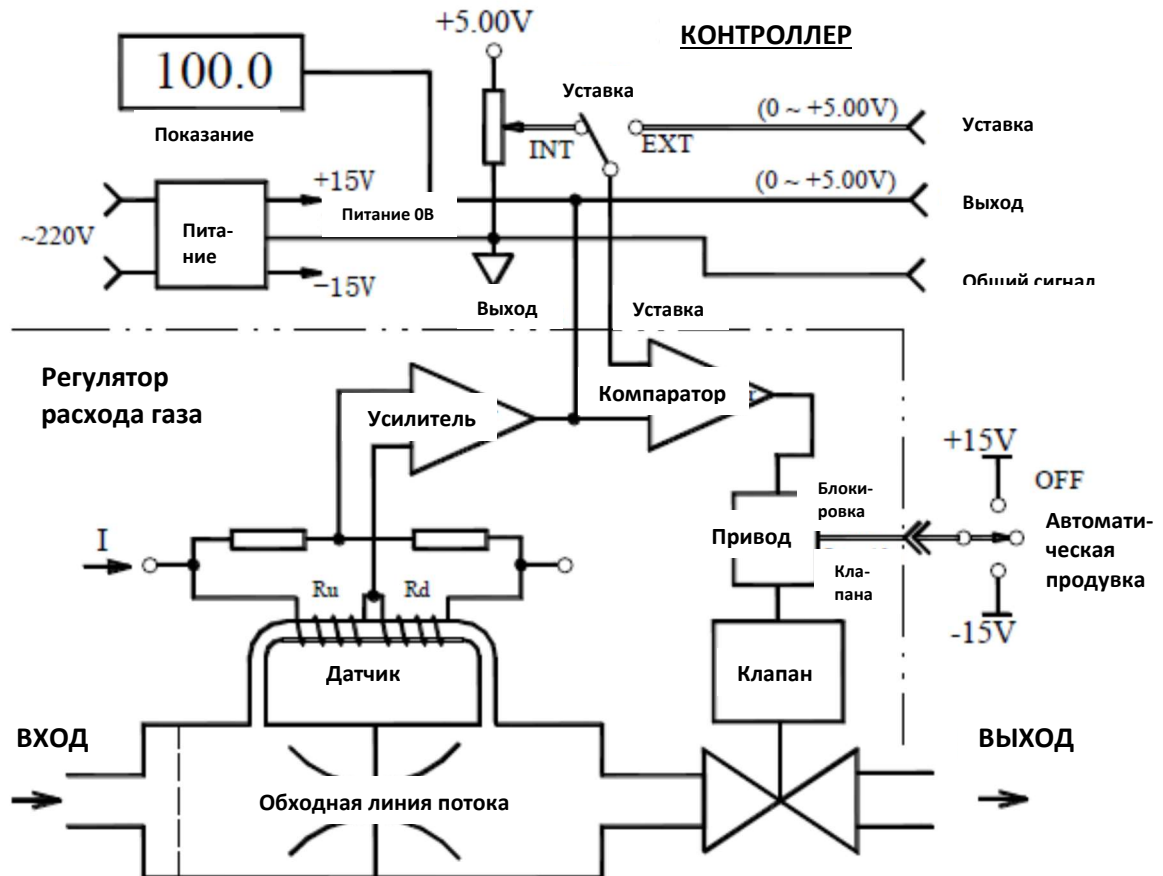 +5.00V
КОНТРОЛЛЕР
100.0
Уставка
(0 ~ +5.00V)
Показание
INT
EXT
Уставка
+15V
(0 ~ +5.00V)
Питание 0В
Выход
~220V
Пита-
ние
−15V
Общий сигнал
Выход
Уставка
Регулятор
расхода газа
Усилитель
Компаратор
+15V
OFF
Блоки-
ровка
Автомати-
ческая
продувка
Привод
I
Кла-
пана
Ru
Rd
-15V
Датчик
Клапан
ВХОД
ВЫХОД
Обходная линия потока